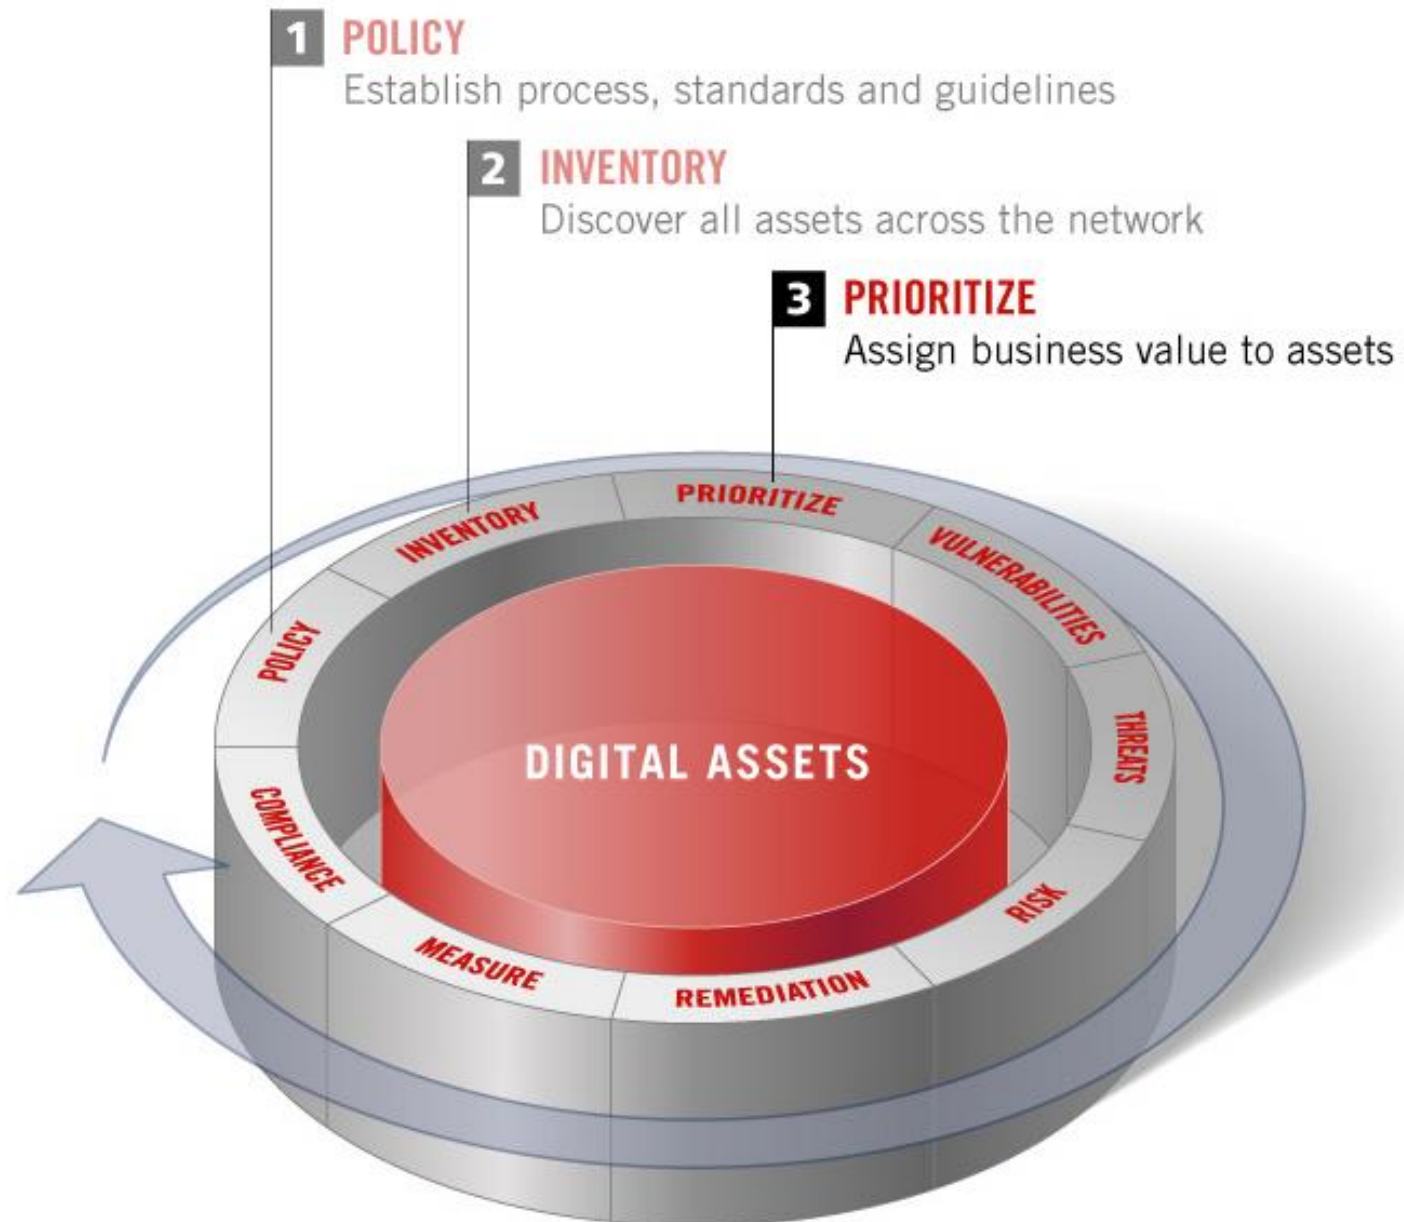 1 POLICY
Establish process, standards and guidelines
2 INVENTORY
Discover all assets across the network
3 PRIORITIZE
Assign business value to assets
POLICY
INVENTORY
PRIORITIZE
VULNERABILITIES
THREATS
RISK
REMEDIATION
MEASURE
COMPLIANCE
DIGITAL ASSETS